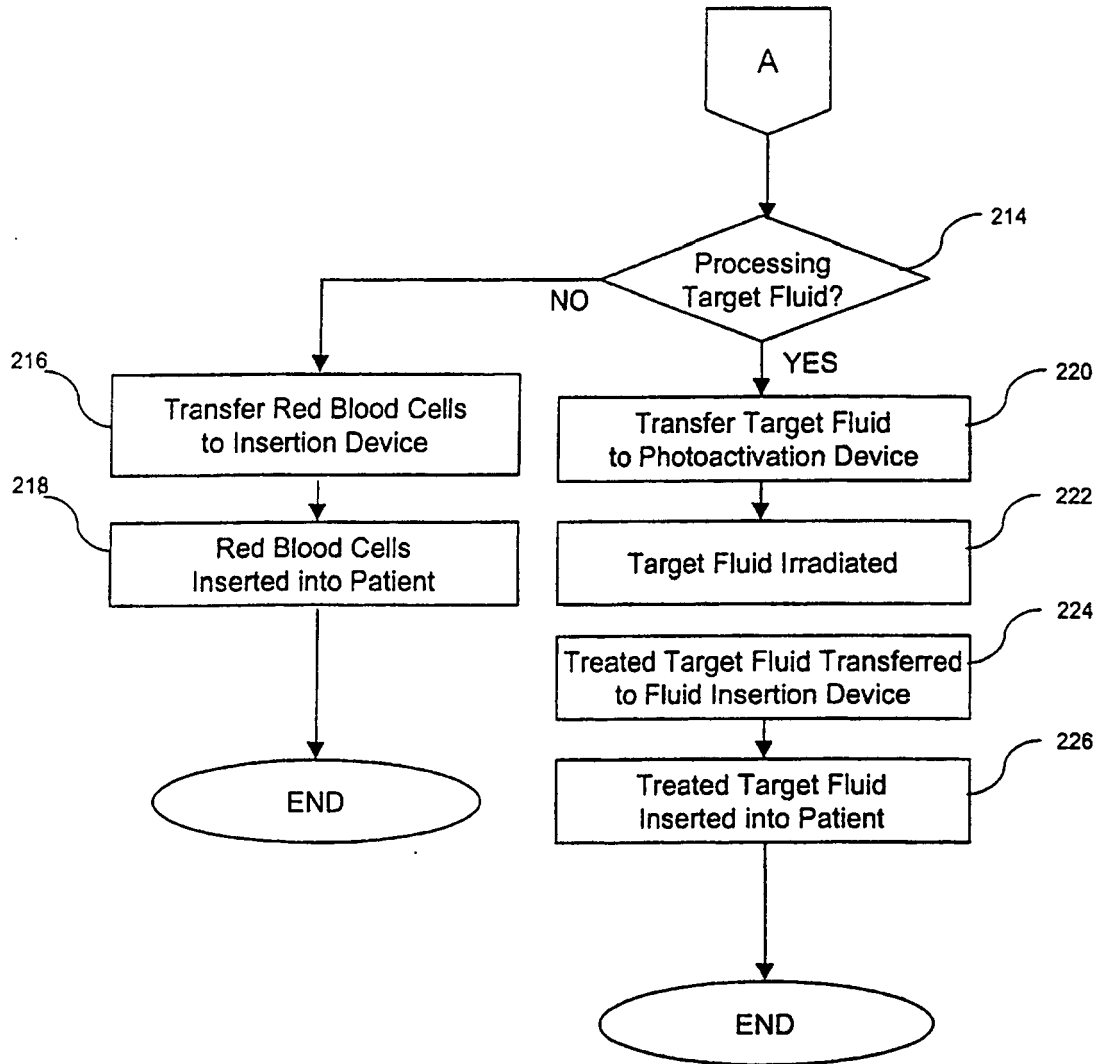 A
214
Processing
Target Fluid?
NO
YES
216
Transfer Red Blood Cells
to Insertion Device
220
Transfer Target Fluid
to Photoactivation Device
218
Red Blood Cells
Inserted into Patient
222
Target Fluid Irradiated
224
Treated Target Fluid Transferred
to Fluid Insertion Device
226
Treated Target Fluid
Inserted into Patient
END
END